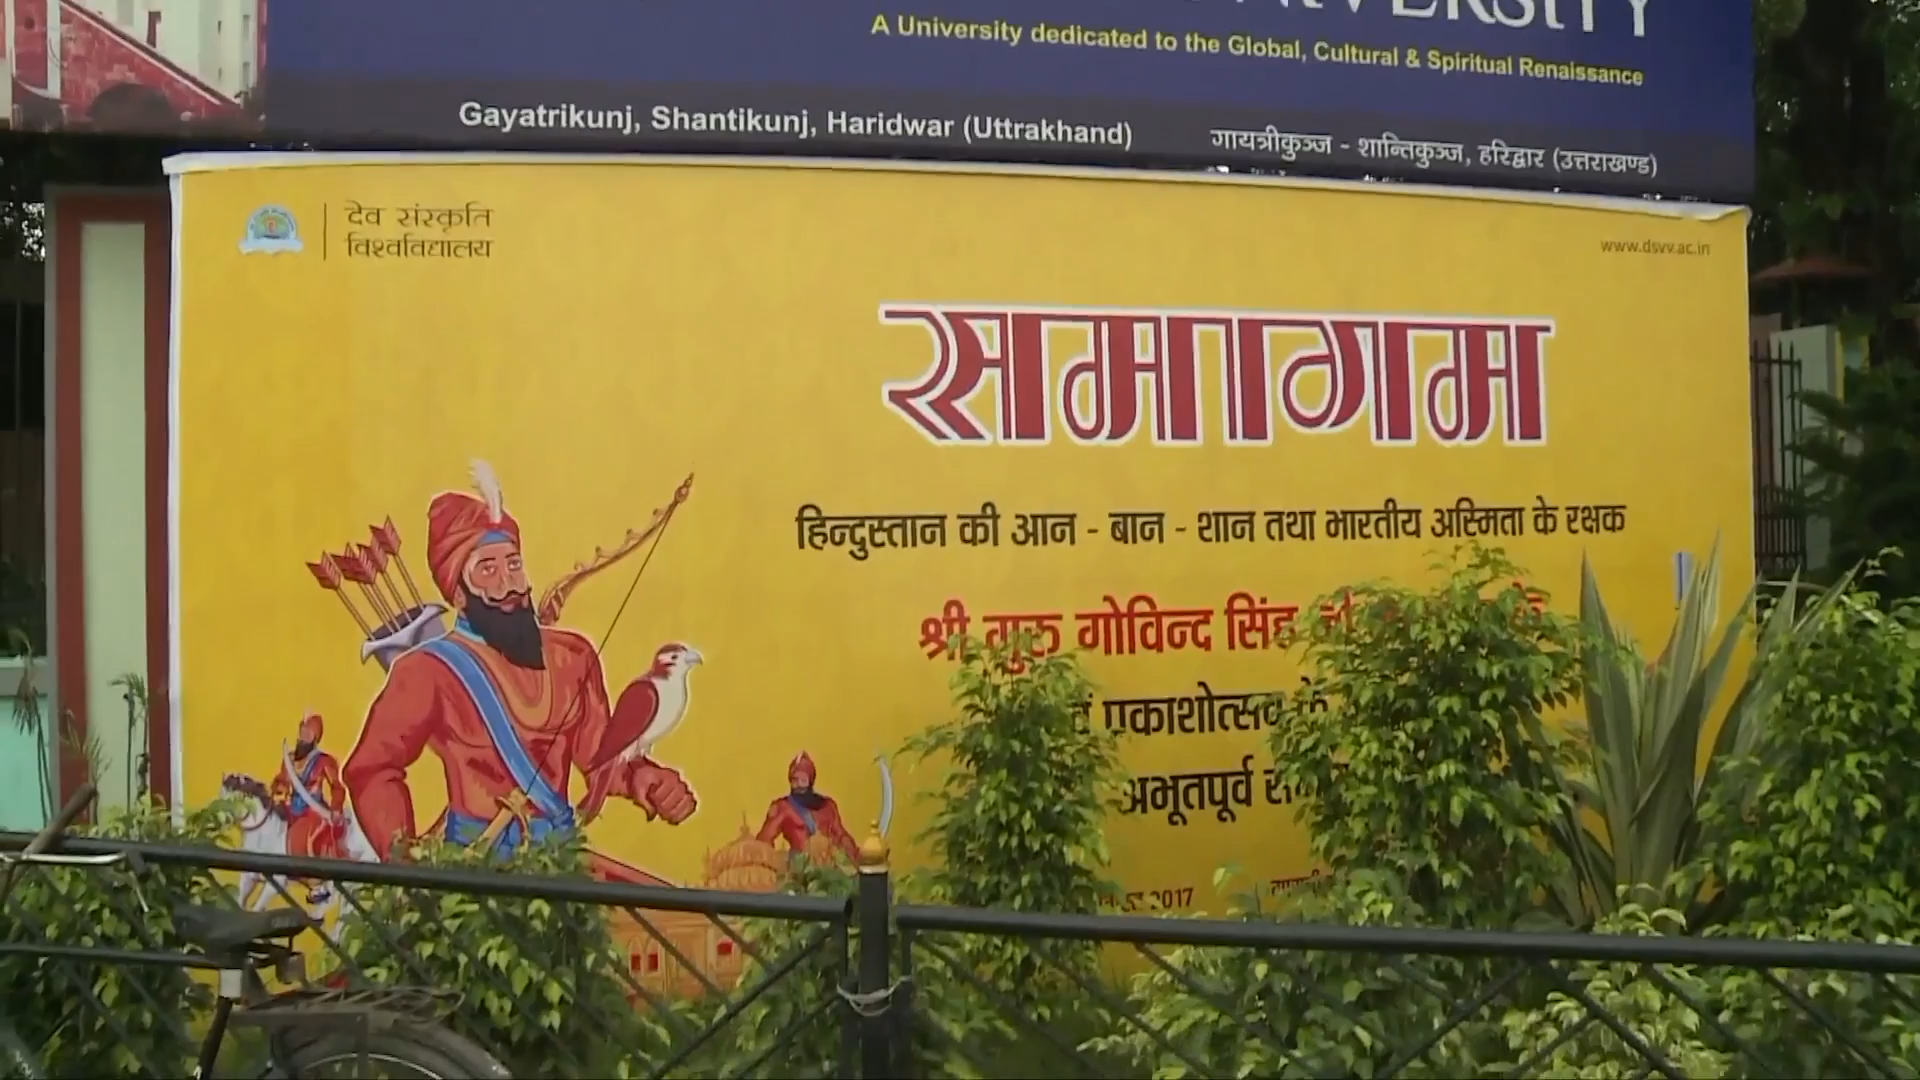 A University dedicated to the Global, Cultural & Spiritual Renaissance
Gayatrikunj, Shantikunj, Haridwar (Uttrakhand)
गायत्रीकुञ्ज - शान्तिकुञ्ज, हरिद्वार (उत्तराखण्ड)
देव संस्कृति
विश्वविद्यालय
www.dsvv.ac.in
समागम
हिन्दुस्तान की आन - बान - शान तथा भारतीय अस्मिता के रक्षक
श्री गुरु गोविन्द सिंह
प्रकाशोत्सव के
अभूतपूर्व
2017